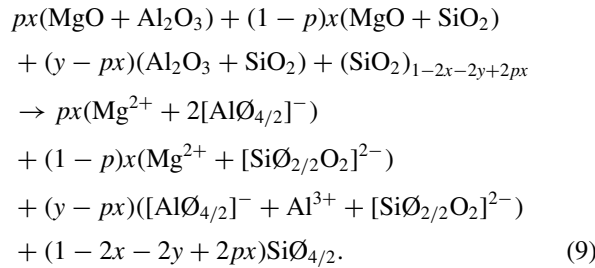 px(MgO + Al₂O₃) + (1 − p)x(MgO + SiO₂)
+ (y − px)(Al₂O₃ + SiO₂) + (SiO₂)₁₋₂ₓ₋₂y₊₂pₓ
→ px(Mg²⁺ + 2[AlØ₄/₂]⁻)
+ (1 − p)x(Mg²⁺ + [SiØ₂/₂O₂]²⁻)
+ (y − px)([AlØ₄/₂]⁻ + Al³⁺ + [SiØ₂/₂O₂]²⁻)
+ (1 − 2x − 2y + 2px)SiØ₄/₂. (9)